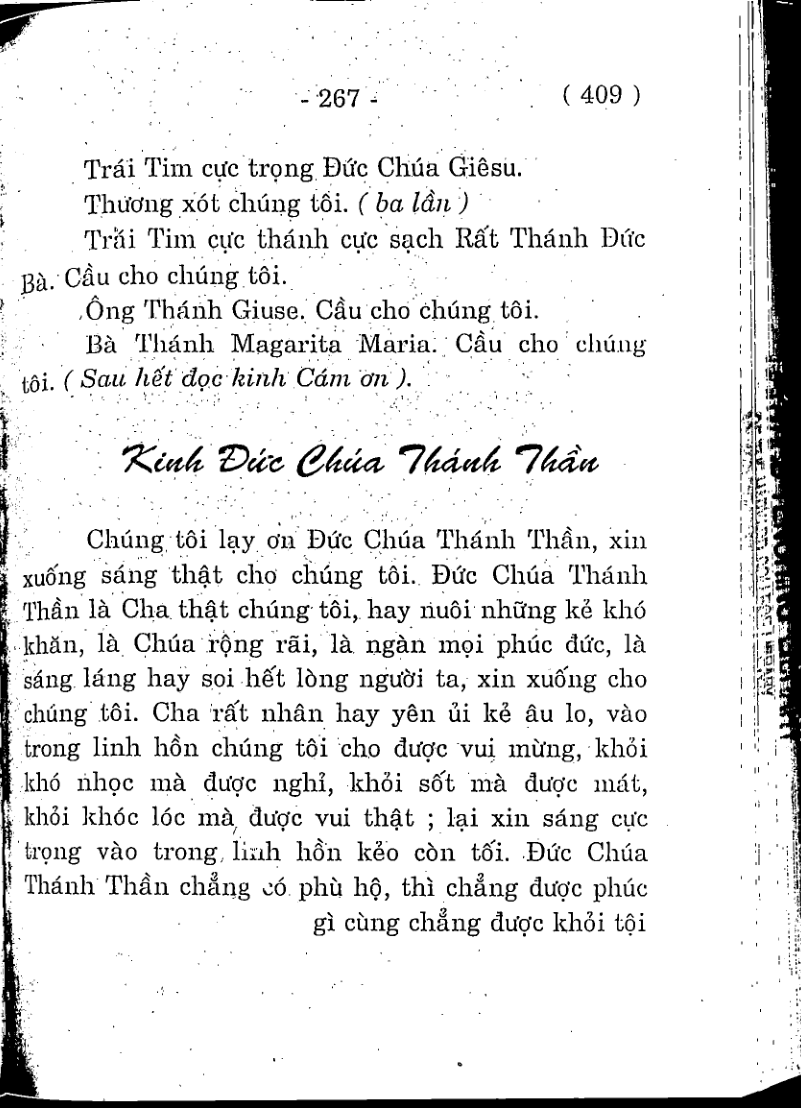 - 267 -
( 409 )
Trái Tim cực trọng Đức Chúa Giêsu.
Thương xót chúng tôi. ( ba lần )
Trái Tim cực thánh cực sạch Rất Thánh Đức
Bà. Cầu cho chúng tôi.
Ông Thánh Giuse. Cầu cho chúng tôi.
Bà Thánh Magarita Maria. Cầu cho chúng
tôi. ( Sau hết đọc kinh Cám ơn ).
Kinh Đức Chúa Thánh Thần
Chúng tôi lạy ơn Đức Chúa Thánh Thần, xin
xuống sáng thật cho chúng tôi. Đức Chúa Thánh
Thần là Cha thật chúng tôi, hay nuôi những kẻ khó
khăn, là Chúa rộng rãi, là ngàn mọi phúc đức, là
sáng láng hay soi hết lòng người ta, xin xuống cho
chúng tôi. Cha rất nhân hay yên ủi kẻ âu lo, vào
trong linh hồn chúng tôi cho được vui mừng, khỏi
khó nhọc mà được nghỉ, khỏi sốt mà được mát,
khỏi khóc lóc mà được vui thật ; lại xin sáng cực
trọng vào trong linh hồn kẻo còn tối. Đức Chúa
Thánh Thần chẳng có phù hộ, thì chẳng được phúc
gì cùng chẳng được khỏi tội